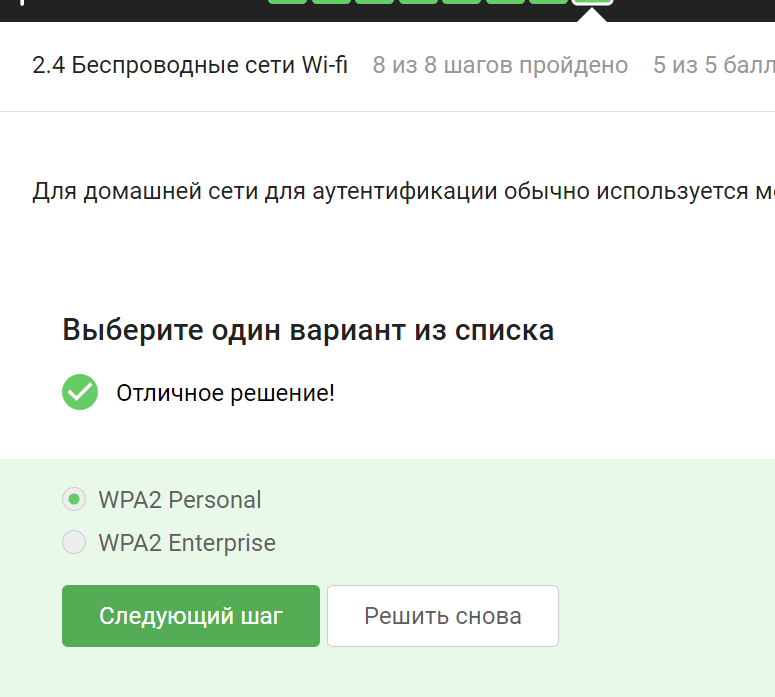 2.4 Беспроводные сети Wi-fi 8 из 8 шагов пройдено 5 из 5
Для домашней сети для аутентификации обычно используется
Выберите один вариант из списка
Отличное решение!
WPA2 Personal
WPA2 Enterprise
Следующий шаг Решить снова